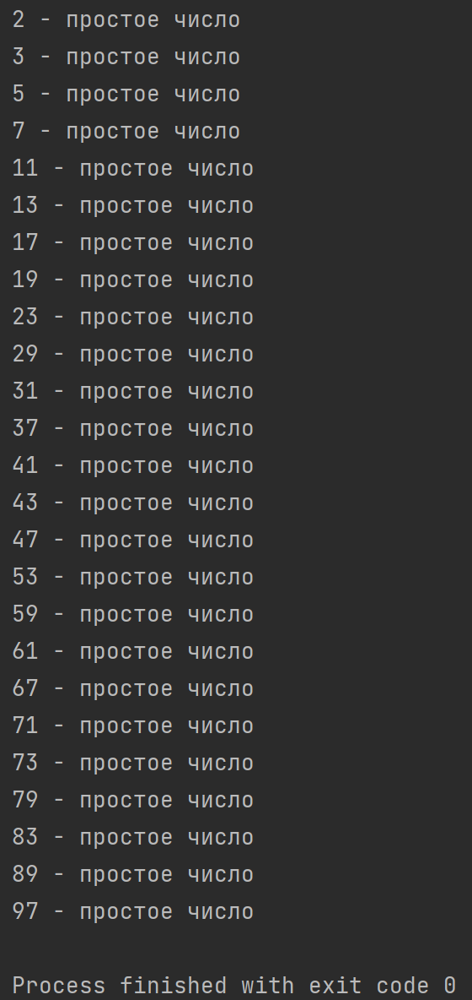 2 - простое число
3 - простое число
5 - простое число
7 - простое число
11 - простое число
13 - простое число
17 - простое число
19 - простое число
23 - простое число
29 - простое число
31 - простое число
37 - простое число
41 - простое число
43 - простое число
47 - простое число
53 - простое число
59 - простое число
61 - простое число
67 - простое число
71 - простое число
73 - простое число
79 - простое число
83 - простое число
89 - простое число
97 - простое число
Process finished with exit code 0